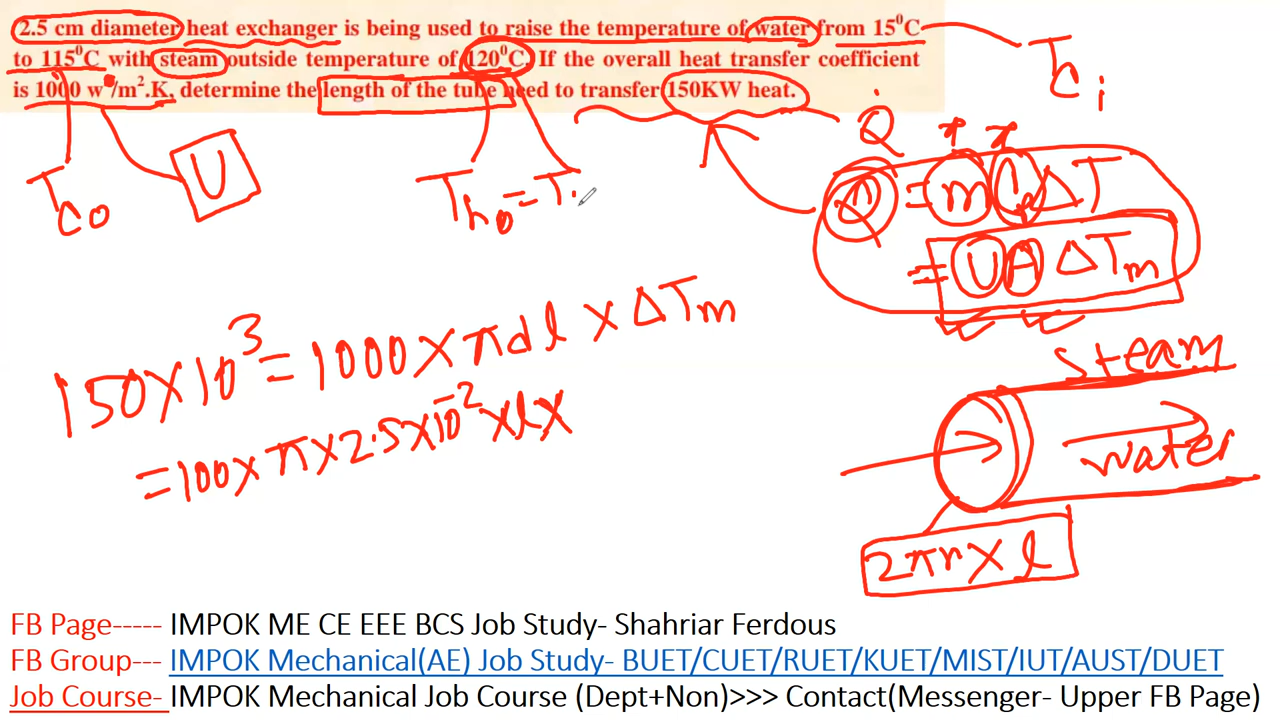 2.5 cm diameter heat exchanger is being used to raise the temperature of water from 15⁰C
to 115⁰C with steam outside temperature of 120⁰C. If the overall heat transfer coefficient
is 1000 w/m².K, determine the length of the tube need to transfer 150KW heat.
Tci
Q̇
U
Tco
Tho = T
Q = m Cp ΔT
= U A ΔTm
150×10³ = 1000 × πdl × ΔTm
= 100 × π × 2.5×10⁻² × l ×
steam
water
2πr × l
FB Page----- IMPOK ME CE EEE BCS Job Study- Shahriar Ferdous
FB Group--- IMPOK Mechanical(AE) Job Study- BUET/CUET/RUET/KUET/MIST/IUT/AUST/DUET
Job Course- IMPOK Mechanical Job Course (Dept+Non)>>> Contact(Messenger- Upper FB Page)